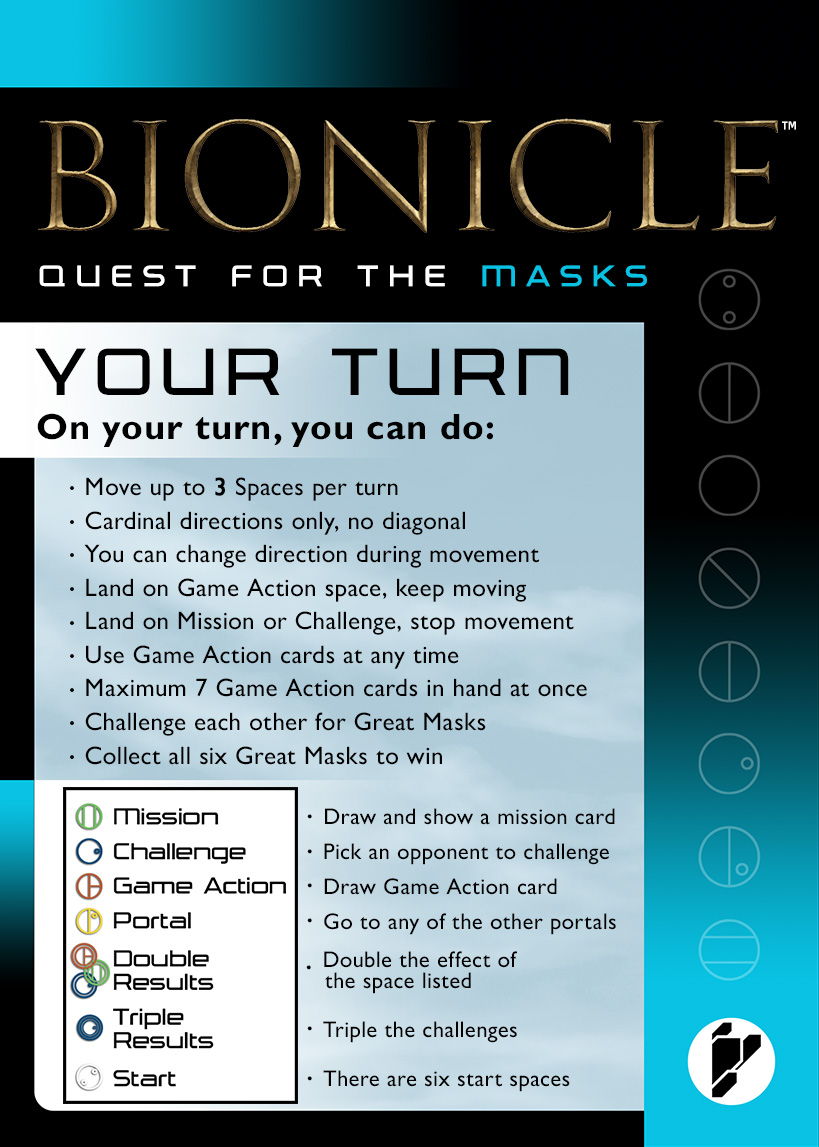 BIONICLE™
QUEST FOR THE MASKS
YOUR TURN
On your turn, you can do:
· Move up to 3 Spaces per turn
· Cardinal directions only, no diagonal
· You can change direction during movement
· Land on Game Action space, keep moving
· Land on Mission or Challenge, stop movement
· Use Game Action cards at any time
· Maximum 7 Game Action cards in hand at once
· Challenge each other for Great Masks
· Collect all six Great Masks to win
Mission · Draw and show a mission card
Challenge · Pick an opponent to challenge
Game Action · Draw Game Action card
Portal · Go to any of the other portals
Double
Results
· Double the effect of
the space listed
Triple
Results
· Triple the challenges
Start · There are six start spaces